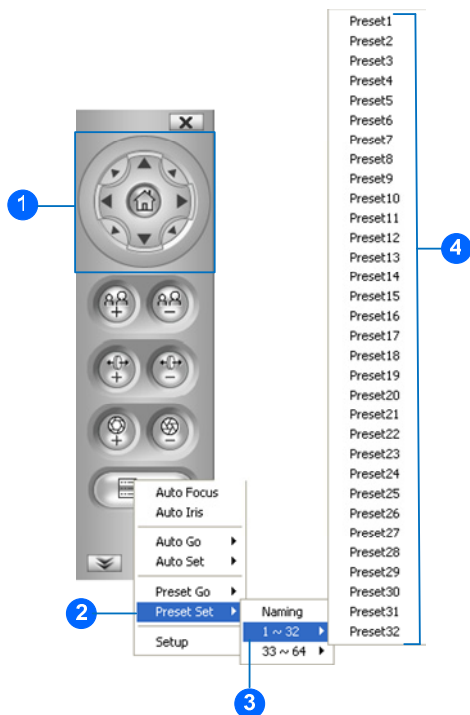 Preset1
Preset2
Preset3
Preset4
Preset5
Preset6
Preset7
Preset8
Preset9
Preset10
Preset11
Preset12
Preset13
Preset14
Preset15
Preset16
Preset17
Preset18
Preset19
Preset20
Preset21
Preset22
Preset23
Preset24
Preset25
Preset26
Preset27
Preset28
Preset29
Preset30
Preset31
Preset32
4
X
1
+ −
+ −
+ −
Auto Focus
Auto Iris
Auto Go
Auto Set
Preset Go
2
Preset Set
Setup
Naming
1 ~ 32
33 ~ 64
3